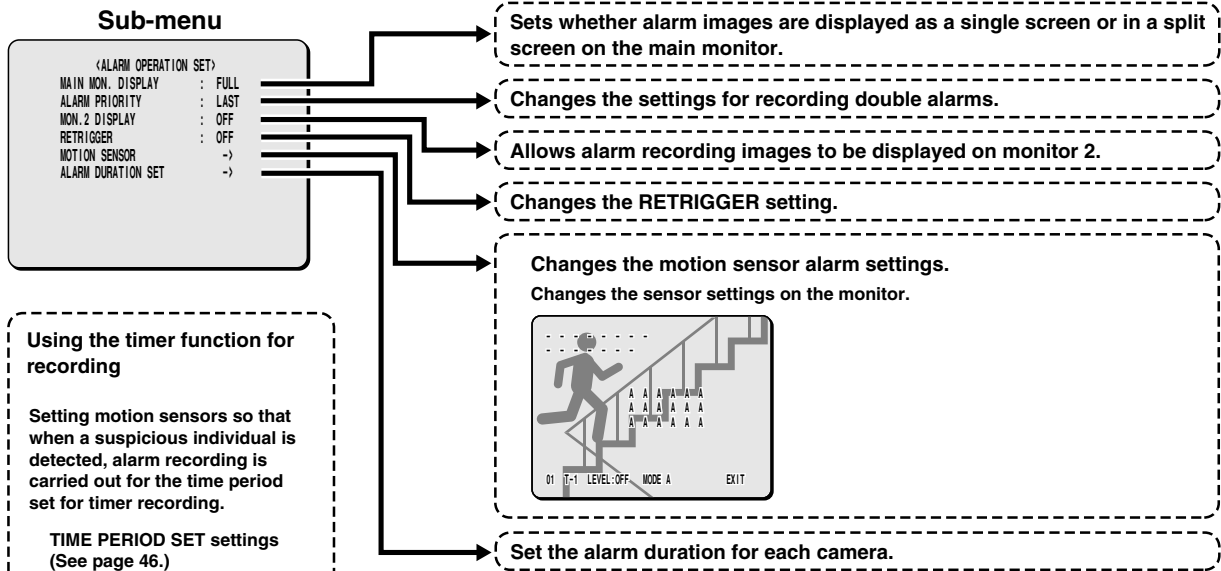 Sub-menu
<ALARM OPERATION SET>
MAIN MON. DISPLAY : FULL
ALARM PRIORITY : LAST
MON.2 DISPLAY : OFF
RETRIGGER : OFF
MOTION SENSOR ->
ALARM DURATION SET ->
Using the timer function for
recording
Setting motion sensors so that
when a suspicious individual is
detected, alarm recording is
carried out for the time period
set for timer recording.
TIME PERIOD SET settings
(See page 46.)
Sets whether alarm images are displayed as a single screen or in a split
screen on the main monitor.
Changes the settings for recording double alarms.
Allows alarm recording images to be displayed on monitor 2.
Changes the RETRIGGER setting.
Changes the motion sensor alarm settings.
Changes the sensor settings on the monitor.
- - - - - - - -
- - - - - - - -
A A A A A A
A A A A A A
A A A A A A
01 T-1 LEVEL:OFF MODE A EXIT
Set the alarm duration for each camera.